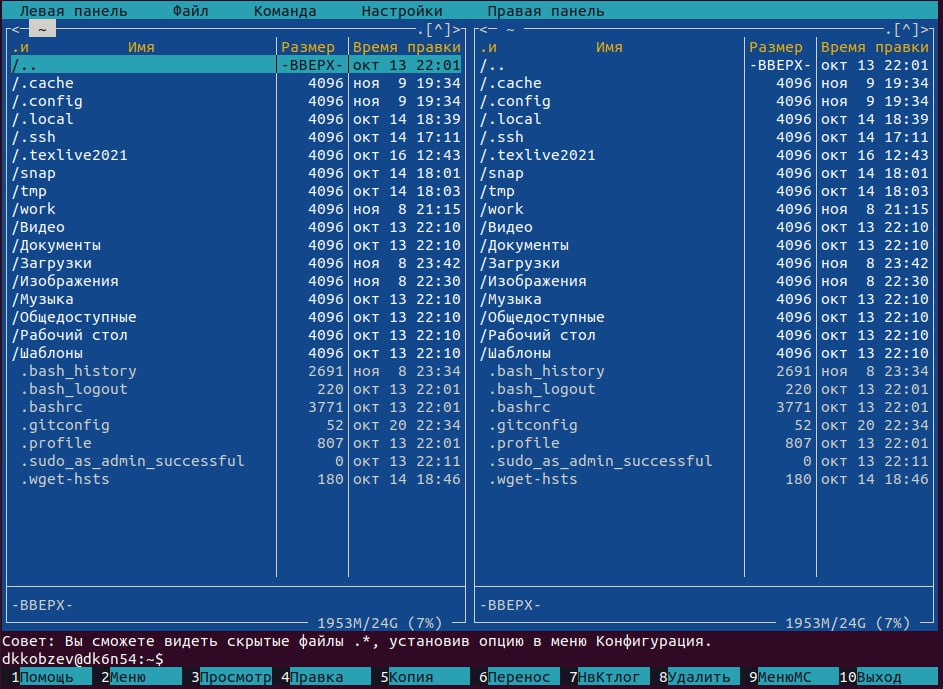 Левая панель Файл Команда Настройки Правая панель
<─ ~ .[^]>
.и Имя Размер Время правки
/.. -ВВЕРХ- окт 13 22:01
/.cache 4096 ноя 9 19:34
/.config 4096 ноя 9 19:34
/.local 4096 окт 14 18:39
/.ssh 4096 окт 14 17:11
/.texlive2021 4096 окт 16 12:43
/snap 4096 окт 14 18:01
/tmp 4096 окт 14 18:03
/work 4096 ноя 8 21:15
/Видео 4096 окт 13 22:10
/Документы 4096 окт 13 22:10
/Загрузки 4096 ноя 8 23:42
/Изображения 4096 ноя 8 22:30
/Музыка 4096 окт 13 22:10
/Общедоступные 4096 окт 13 22:10
/Рабочий стол 4096 окт 13 22:10
/Шаблоны 4096 окт 13 22:10
.bash_history 2691 ноя 8 23:34
.bash_logout 220 окт 13 22:01
.bashrc 3771 окт 13 22:01
.gitconfig 52 окт 20 22:34
.profile 807 окт 13 22:01
.sudo_as_admin_successful 0 окт 13 22:11
.wget-hsts 180 окт 14 18:46
-ВВЕРХ-
1953M/24G (7%)
<─ ~ .[^]>
.и Имя Размер Время правки
/.. -ВВЕРХ- окт 13 22:01
/.cache 4096 ноя 9 19:34
/.config 4096 ноя 9 19:34
/.local 4096 окт 14 18:39
/.ssh 4096 окт 14 17:11
/.texlive2021 4096 окт 16 12:43
/snap 4096 окт 14 18:01
/tmp 4096 окт 14 18:03
/work 4096 ноя 8 21:15
/Видео 4096 окт 13 22:10
/Документы 4096 окт 13 22:10
/Загрузки 4096 ноя 8 23:42
/Изображения 4096 ноя 8 22:30
/Музыка 4096 окт 13 22:10
/Общедоступные 4096 окт 13 22:10
/Рабочий стол 4096 окт 13 22:10
/Шаблоны 4096 окт 13 22:10
.bash_history 2691 ноя 8 23:34
.bash_logout 220 окт 13 22:01
.bashrc 3771 окт 13 22:01
.gitconfig 52 окт 20 22:34
.profile 807 окт 13 22:01
.sudo_as_admin_successful 0 окт 13 22:11
.wget-hsts 180 окт 14 18:46
-ВВЕРХ-
1953M/24G (7%)
Совет: Вы сможете видеть скрытые файлы .*, установив опцию в меню Конфигурация.
dkkobzev@dk6n54:~$
1Помощь 2Меню 3Просмотр 4Правка 5Копия 6Перенос 7НвКтлог 8Удалить 9МенюMC 10Выход